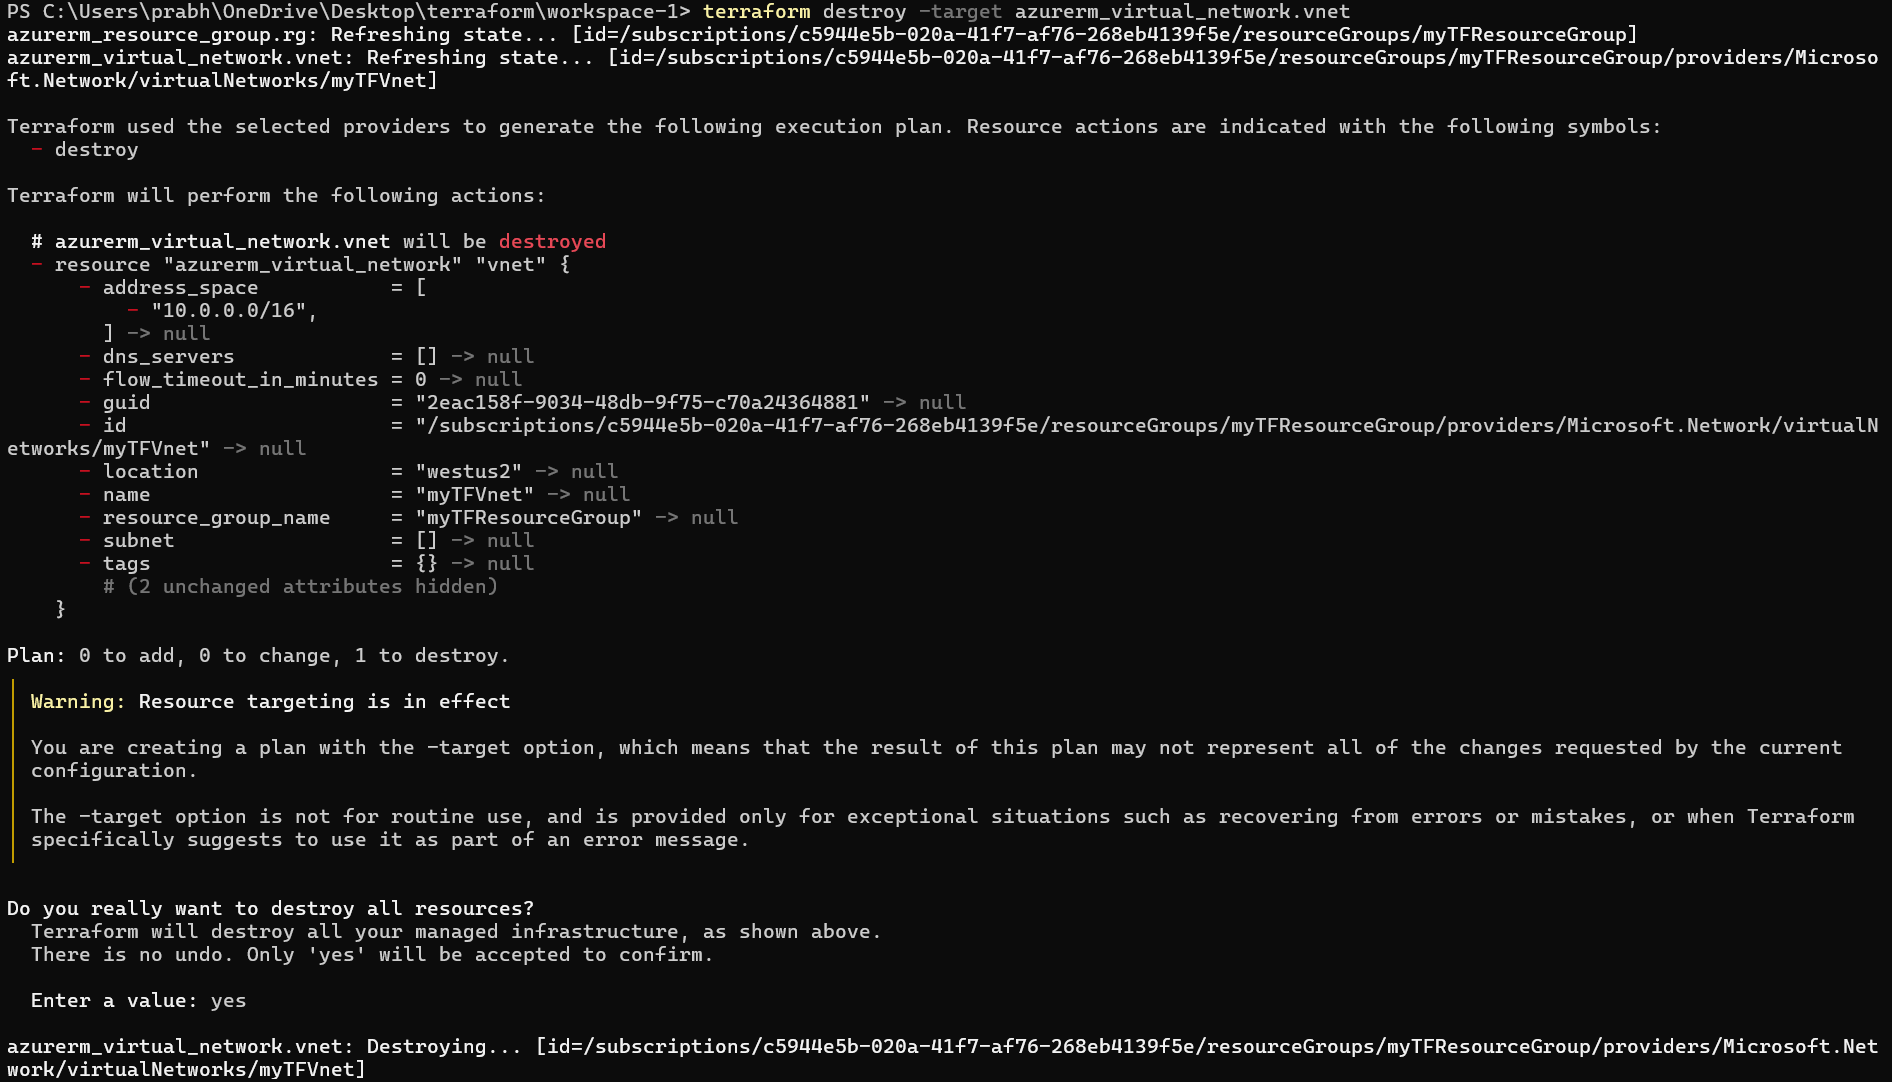 PS C:\Users\prabh\OneDrive\Desktop\terraform\workspace-1> terraform destroy -target azurerm_virtual_network.vnet
azurerm_resource_group.rg: Refreshing state... [id=/subscriptions/c5944e5b-020a-41f7-af76-268eb4139f5e/resourceGroups/myTFResourceGroup]
azurerm_virtual_network.vnet: Refreshing state... [id=/subscriptions/c5944e5b-020a-41f7-af76-268eb4139f5e/resourceGroups/myTFResourceGroup/providers/Microso
ft.Network/virtualNetworks/myTFVnet]

Terraform used the selected providers to generate the following execution plan. Resource actions are indicated with the following symbols:
  - destroy

Terraform will perform the following actions:

  # azurerm_virtual_network.vnet will be destroyed
  - resource "azurerm_virtual_network" "vnet" {
      - address_space           = [
          - "10.0.0.0/16",
        ] -> null
      - dns_servers             = [] -> null
      - flow_timeout_in_minutes = 0 -> null
      - guid                    = "2eac158f-9034-48db-9f75-c70a24364881" -> null
      - id                      = "/subscriptions/c5944e5b-020a-41f7-af76-268eb4139f5e/resourceGroups/myTFResourceGroup/providers/Microsoft.Network/virtualN
etworks/myTFVnet" -> null
      - location                = "westus2" -> null
      - name                    = "myTFVnet" -> null
      - resource_group_name     = "myTFResourceGroup" -> null
      - subnet                  = [] -> null
      - tags                    = {} -> null
        # (2 unchanged attributes hidden)
    }

Plan: 0 to add, 0 to change, 1 to destroy.

  Warning: Resource targeting is in effect

  You are creating a plan with the -target option, which means that the result of this plan may not represent all of the changes requested by the current
  configuration.

  The -target option is not for routine use, and is provided only for exceptional situations such as recovering from errors or mistakes, or when Terraform
  specifically suggests to use it as part of an error message.

Do you really want to destroy all resources?
  Terraform will destroy all your managed infrastructure, as shown above.
  There is no undo. Only 'yes' will be accepted to confirm.

  Enter a value: yes

azurerm_virtual_network.vnet: Destroying... [id=/subscriptions/c5944e5b-020a-41f7-af76-268eb4139f5e/resourceGroups/myTFResourceGroup/providers/Microsoft.Net
work/virtualNetworks/myTFVnet]